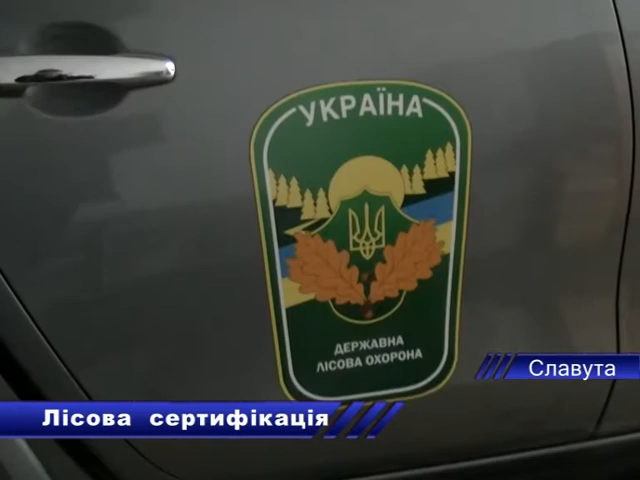 УКРАЇНА
ДЕРЖАВНА
ЛІСОВА ОХОРОНА
Славута
Лісова сертифікація